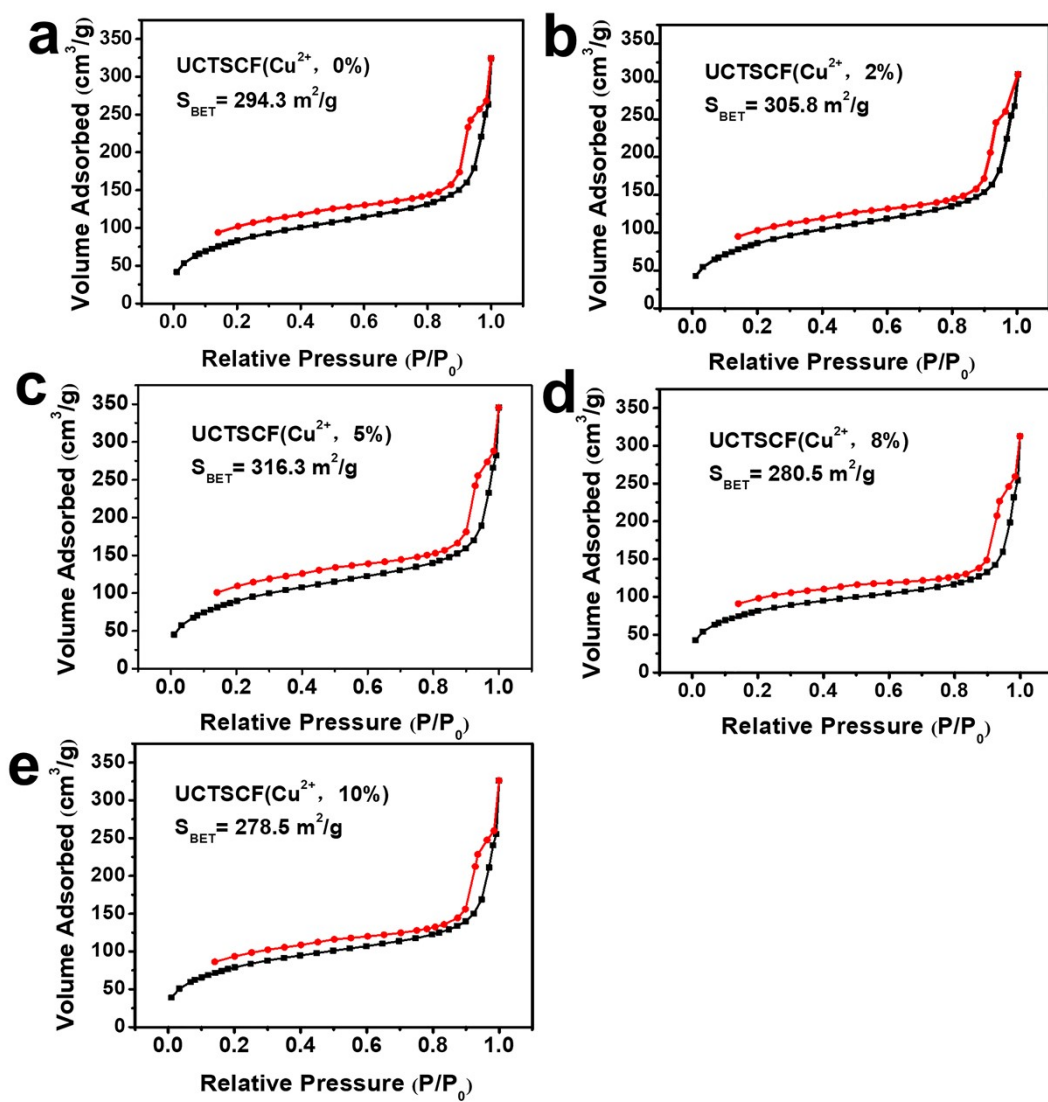 a
Volume Adsorbed (cm³/g)
350
300
250
200
150
100
50
0
UCTSCF(Cu²⁺, 0%)
S_BET= 294.3 m²/g
0.0 0.2 0.4 0.6 0.8 1.0
Relative Pressure (P/P₀)
b
Volume Adsorbed (cm³/g)
350
300
250
200
150
100
50
0
UCTSCF(Cu²⁺, 2%)
S_BET= 305.8 m²/g
0.0 0.2 0.4 0.6 0.8 1.0
Relative Pressure (P/P₀)
c
Volume Adsorbed (cm³/g)
350
300
250
200
150
100
50
0
UCTSCF(Cu²⁺, 5%)
S_BET= 316.3 m²/g
0.0 0.2 0.4 0.6 0.8 1.0
Relative Pressure (P/P₀)
d
Volume Adsorbed (cm³/g)
350
300
250
200
150
100
50
0
UCTSCF(Cu²⁺, 8%)
S_BET= 280.5 m²/g
0.0 0.2 0.4 0.6 0.8 1.0
Relative Pressure (P/P₀)
e
Volume Adsorbed (cm³/g)
350
300
250
200
150
100
50
0
UCTSCF(Cu²⁺, 10%)
S_BET= 278.5 m²/g
0.0 0.2 0.4 0.6 0.8 1.0
Relative Pressure (P/P₀)